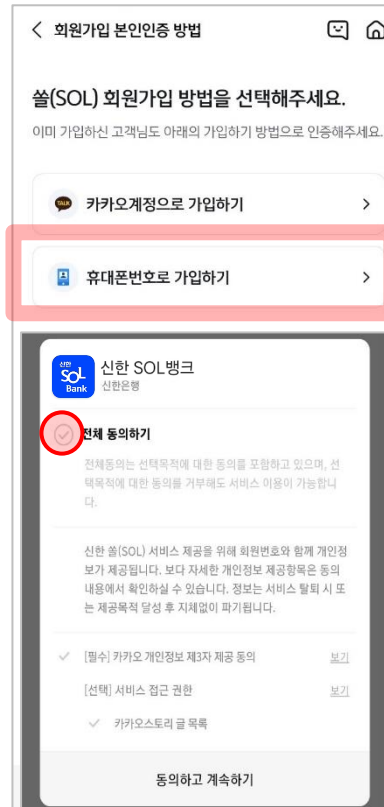 회원가입 본인인증 방법
쏠(SOL) 회원가입 방법을 선택해주세요.
이미 가입하신 고객님도 아래의 가입하기 방법으로 인증해주세요.
TALK
카카오계정으로 가입하기
휴대폰번호로 가입하기
신한
SOL
Bank
신한 SOL뱅크
신한은행
전체 동의하기
전체동의는 선택목적에 대한 동의를 포함하고 있으며, 선
택목적에 대한 동의를 거부해도 서비스 이용이 가능합니
다.
신한 쏠(SOL) 서비스 제공을 위해 회원번호와 함께 개인정
보가 제공됩니다. 보다 자세한 개인정보 제공항목은 동의
내용에서 확인하실 수 있습니다. 정보는 서비스 탈퇴 시 또
는 제공목적 달성 후 지체없이 파기됩니다.
[필수] 카카오 개인정보 제3자 제공 동의 보기
[선택] 서비스 접근 권한 보기
카카오스토리 글 목록
동의하고 계속하기